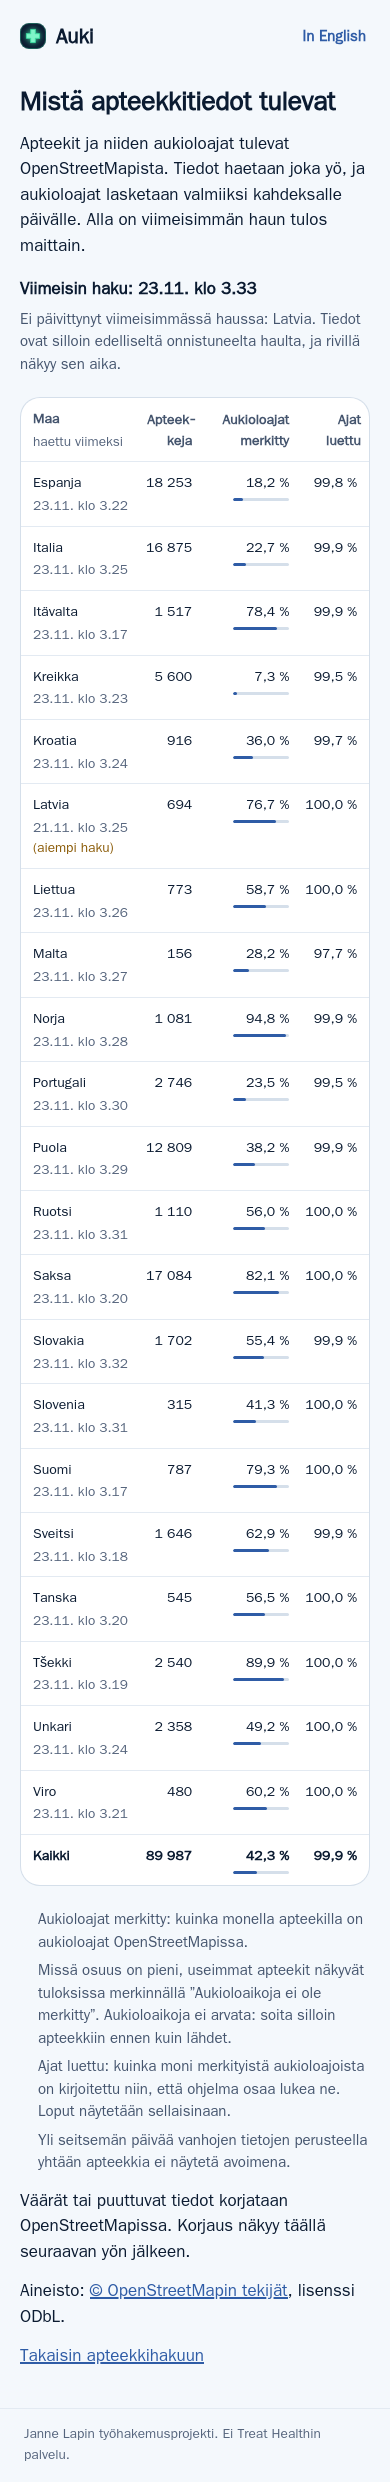 Auki
In English
Mistä apteekkitiedot tulevat
Apteekit ja niiden aukioloajat tulevat
OpenStreetMapista. Tiedot haetaan joka yö, ja
aukioloajat lasketaan valmiiksi kahdeksalle
päivälle. Alla on viimeisimmän haun tulos
maittain.
Viimeisin haku: 23.11. klo 3.33
Ei päivittynyt viimeisimmässä haussa: Latvia. Tiedot
ovat silloin edelliseltä onnistuneelta haulta, ja rivillä
näkyy sen aika.
Maa Apteek- Aukioloajat Ajat
haettu viimeksi keja merkitty luettu
Espanja 18 253 18,2 % 99,8 %
23.11. klo 3.22
Italia 16 875 22,7 % 99,9 %
23.11. klo 3.25
Itävalta 1 517 78,4 % 99,9 %
23.11. klo 3.17
Kreikka 5 600 7,3 % 99,5 %
23.11. klo 3.23
Kroatia 916 36,0 % 99,7 %
23.11. klo 3.24
Latvia 694 76,7 % 100,0 %
21.11. klo 3.25
(aiempi haku)
Liettua 773 58,7 % 100,0 %
23.11. klo 3.26
Malta 156 28,2 % 97,7 %
23.11. klo 3.27
Norja 1 081 94,8 % 99,9 %
23.11. klo 3.28
Portugali 2 746 23,5 % 99,5 %
23.11. klo 3.30
Puola 12 809 38,2 % 99,9 %
23.11. klo 3.29
Ruotsi 1 110 56,0 % 100,0 %
23.11. klo 3.31
Saksa 17 084 82,1 % 100,0 %
23.11. klo 3.20
Slovakia 1 702 55,4 % 99,9 %
23.11. klo 3.32
Slovenia 315 41,3 % 100,0 %
23.11. klo 3.31
Suomi 787 79,3 % 100,0 %
23.11. klo 3.17
Sveitsi 1 646 62,9 % 99,9 %
23.11. klo 3.18
Tanska 545 56,5 % 100,0 %
23.11. klo 3.20
Tšekki 2 540 89,9 % 100,0 %
23.11. klo 3.19
Unkari 2 358 49,2 % 100,0 %
23.11. klo 3.24
Viro 480 60,2 % 100,0 %
23.11. klo 3.21
Kaikki 89 987 42,3 % 99,9 %
Aukioloajat merkitty: kuinka monella apteekilla on
aukioloajat OpenStreetMapissa.
Missä osuus on pieni, useimmat apteekit näkyvät
tuloksissa merkinnällä ”Aukioloaikoja ei ole
merkitty”. Aukioloaikoja ei arvata: soita silloin
apteekkiin ennen kuin lähdet.
Ajat luettu: kuinka moni merkityistä aukioloajoista
on kirjoitettu niin, että ohjelma osaa lukea ne.
Loput näytetään sellaisinaan.
Yli seitsemän päivää vanhojen tietojen perusteella
yhtään apteekkia ei näytetä avoimena.
Väärät tai puuttuvat tiedot korjataan
OpenStreetMapissa. Korjaus näkyy täällä
seuraavan yön jälkeen.
Aineisto: © OpenStreetMapin tekijät, lisenssi
ODbL.
Takaisin apteekkihakuun
Janne Lapin työhakemusprojekti. Ei Treat Healthin
palvelu.